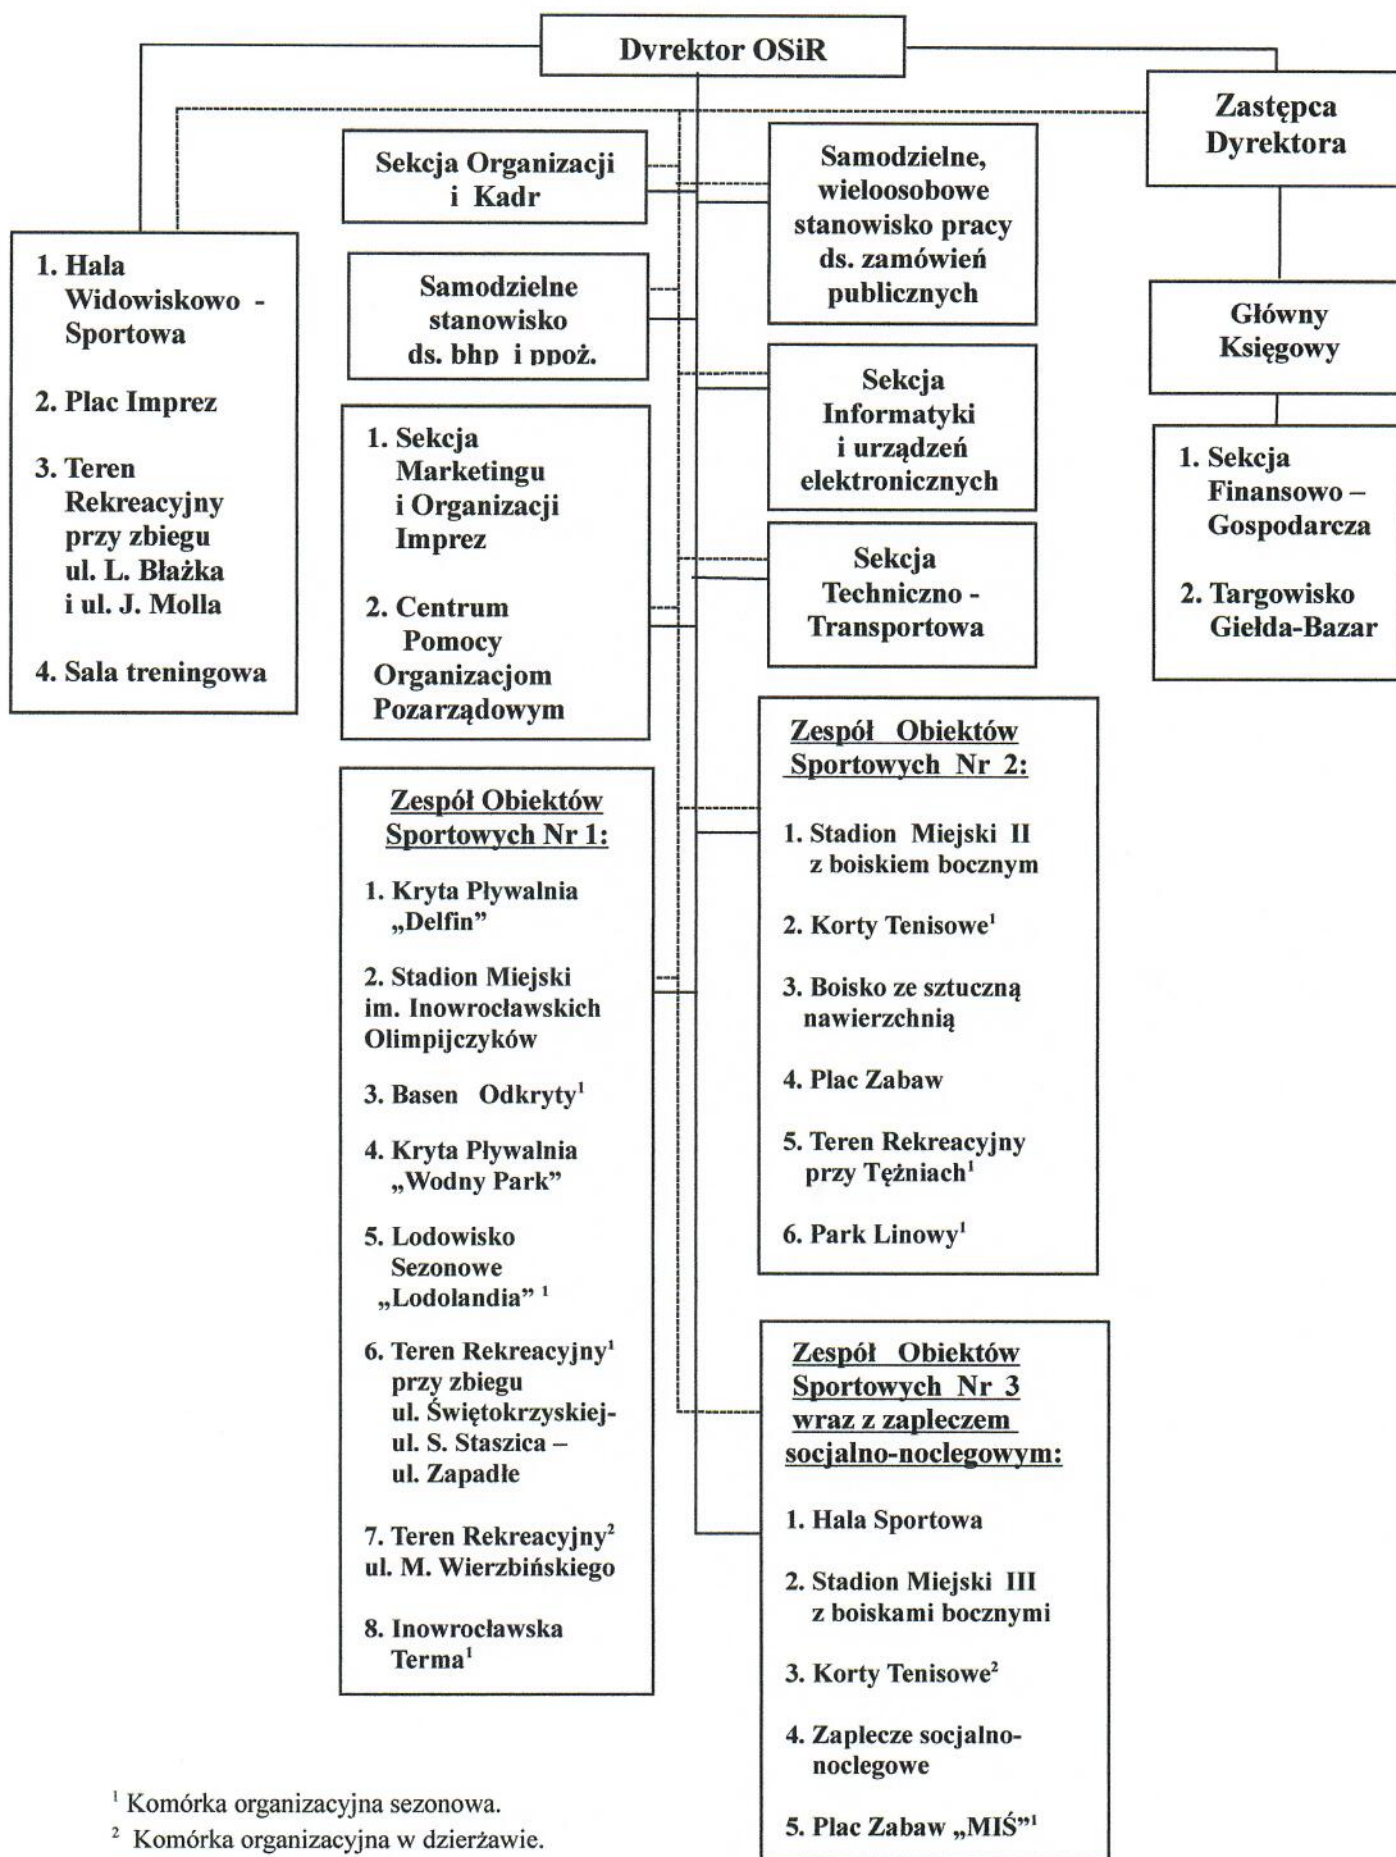 Dyrektor OSiR
Zastępca
Dyrektora
Sekcja Organizacji
i Kadr
Samodzielne,
wieloosobowe
stanowisko pracy
ds. zamówień
publicznych
1. Hala
Widowiskowo -
Sportowa
2. Plac Imprez
3. Teren
Rekreacyjny
przy zbiegu
ul. L. Błażka
i ul. J. Molla
4. Sala treningowa
Samodzielne
stanowisko
ds. bhp i ppoż.
Główny
Księgowy
Sekcja
Informatyki
i urządzeń
elektronicznych
1. Sekcja
Marketingu
i Organizacji
Imprez
2. Centrum
Pomocy
Organizacjom
Pozarządowym
1. Sekcja
Finansowo –
Gospodarcza
2. Targowisko
Giełda-Bazar
Sekcja
Techniczno -
Transportowa
Zespół Obiektów
Sportowych Nr 1:
1. Kryta Pływalnia
„Delfin”
2. Stadion Miejski
im. Inowrocławskich
Olimpijczyków
3. Basen Odkryty¹
4. Kryta Pływalnia
„Wodny Park”
5. Lodowisko
Sezonowe
„Lodolandia” ¹
6. Teren Rekreacyjny¹
przy zbiegu
ul. Świętokrzyskiej-
ul. S. Staszica –
ul. Zapadłe
7. Teren Rekreacyjny²
ul. M. Wierzbińskiego
8. Inowrocławska
Terma¹
Zespół Obiektów
Sportowych Nr 2:
1. Stadion Miejski II
z boiskiem bocznym
2. Korty Tenisowe¹
3. Boisko ze sztuczną
nawierzchnią
4. Plac Zabaw
5. Teren Rekreacyjny
przy Tężniach¹
6. Park Linowy¹
Zespół Obiektów
Sportowych Nr 3
wraz z zapleczem
socjalno-noclegowym:
1. Hala Sportowa
2. Stadion Miejski III
z boiskami bocznymi
3. Korty Tenisowe²
4. Zaplecze socjalno-
noclegowe
5. Plac Zabaw „MIŚ”¹
¹ Komórka organizacyjna sezonowa.
² Komórka organizacyjna w dzierżawie.